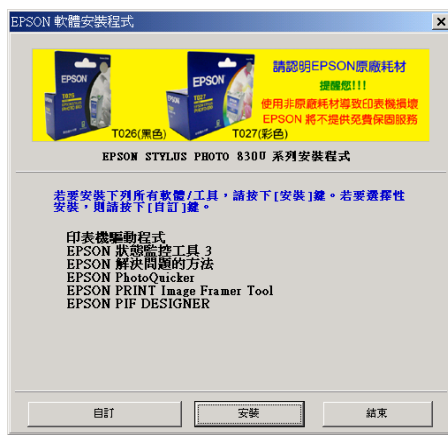 EPSON 軟體安裝程式
請認明EPSON原廠耗材
提醒您!!!
使用非原廠耗材導致印表機損壞
EPSON 將不提供免費保固服務
EPSON
T026
EPSON
T027
T026(黑色)
T027(彩色)
EPSON STYLUS PHOTO 830U 系列安裝程式
若要安裝下列所有軟體/工具，請按下[安裝]鍵。若要選擇性
安裝，則請按下[自訂]鍵。
印表機驅動程式
EPSON 狀態監控工具 3
EPSON 解決問題的方法
EPSON PhotoQuicker
EPSON PRINT Image Framer Tool
EPSON PIF DESIGNER
自訂
安裝
結束